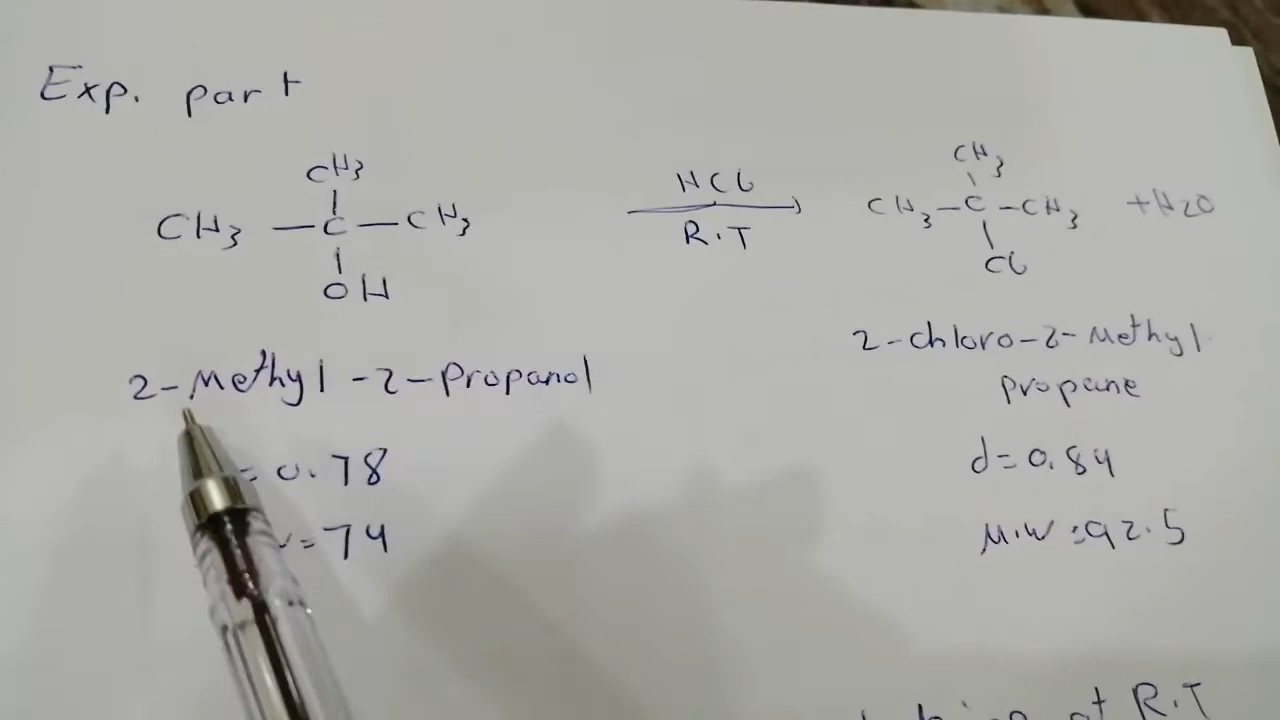 Exp. part
CH3
CH3 — C — CH3
OH
2-Methyl-2-propanol
= 0.78
= 74
HCl
R.T
CH3
CH3 — C — CH3 + H2O
Cl
2-chloro-2-Methyl
propane
d = 0.84
M.W = 92.5
at R.T